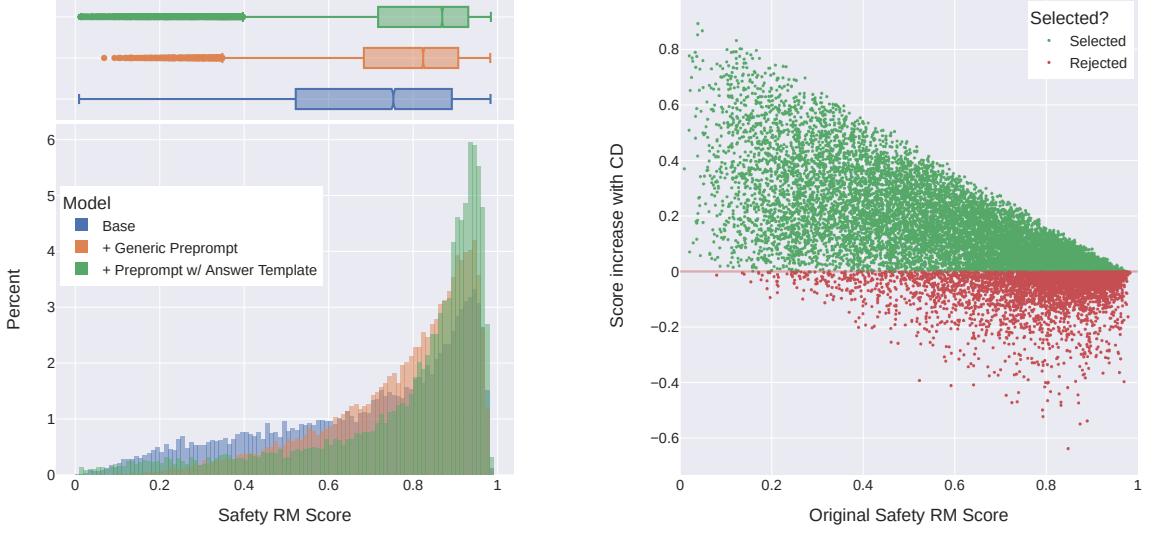 6
5
4
3
2
1
0
Percent
Model
Base
+ Generic Preprompt
+ Preprompt w/ Answer Template
0 0.2 0.4 0.6 0.8 1
Safety RM Score
0.8
0.6
0.4
0.2
0
−0.2
−0.4
−0.6
Score increase with CD
Selected?
Selected
Rejected
0 0.2 0.4 0.6 0.8 1
Original Safety RM Score